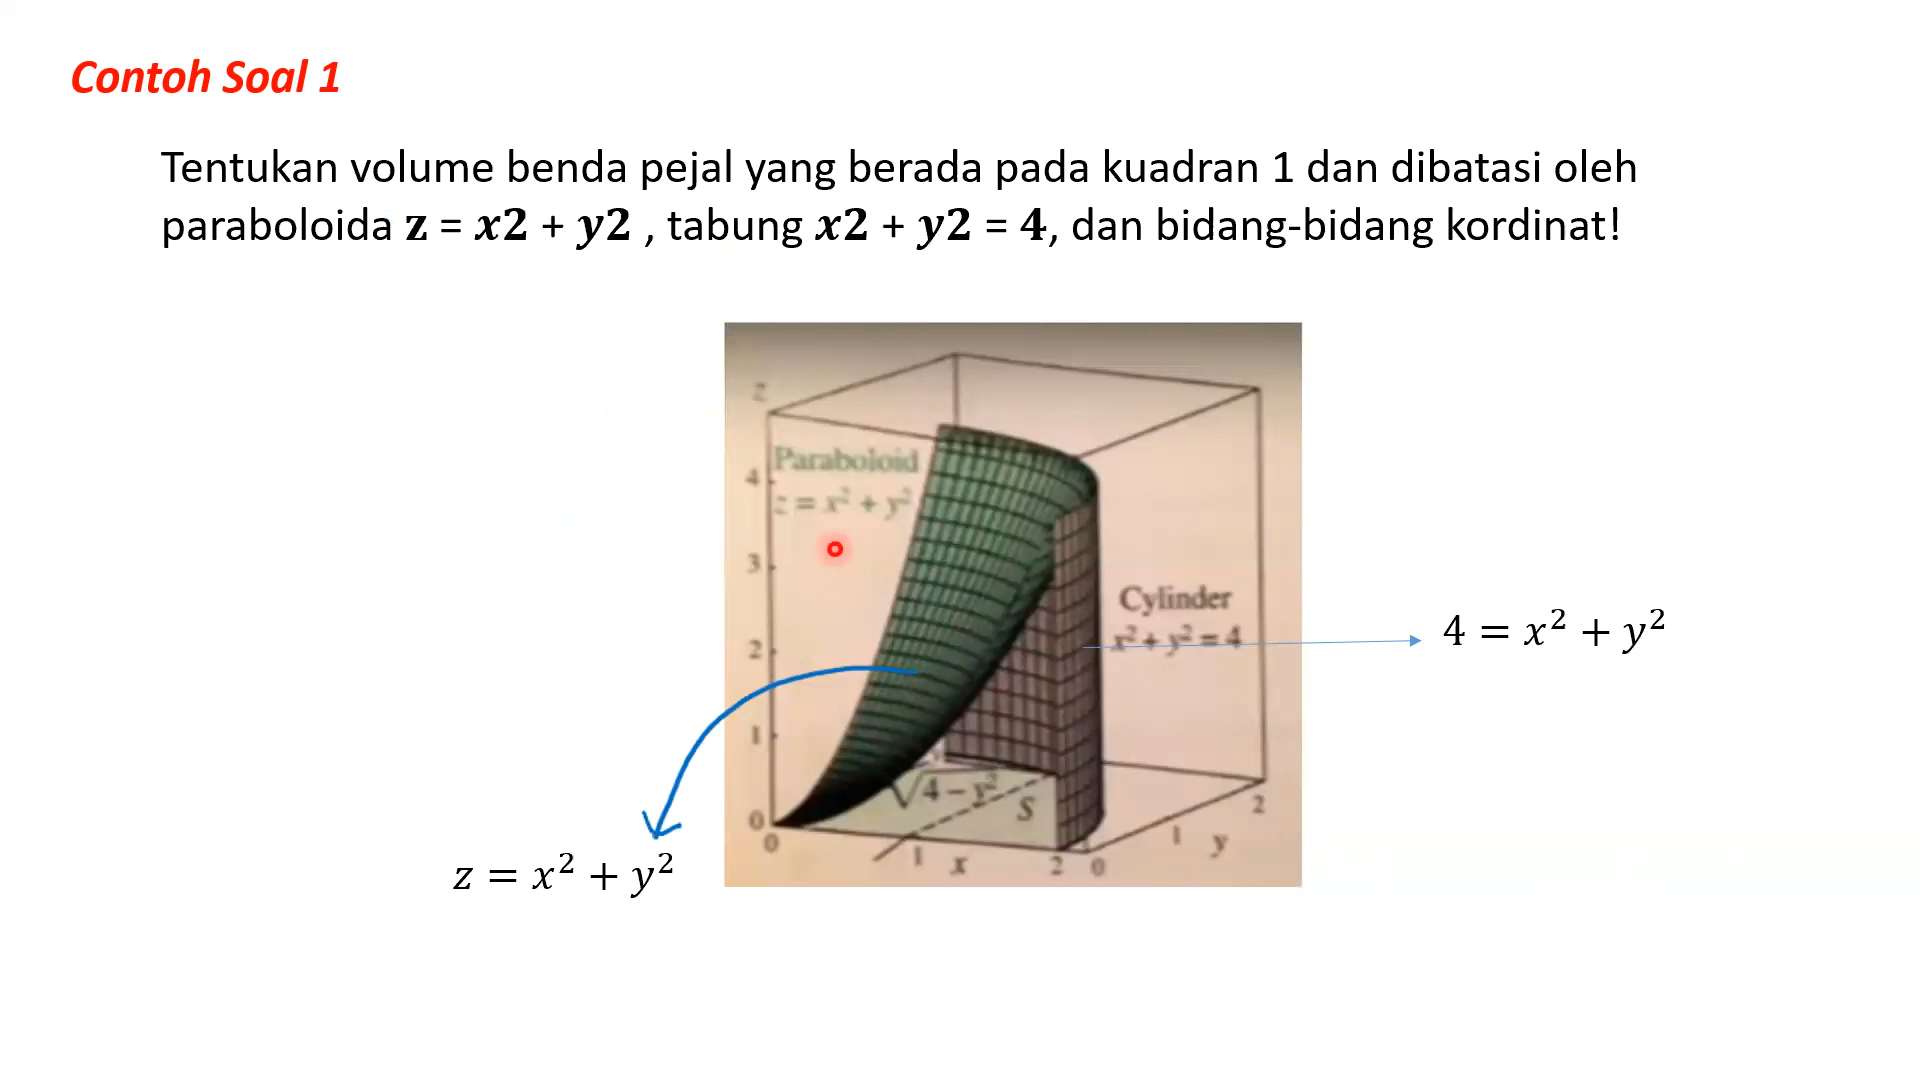 Contoh Soal 1
Tentukan volume benda pejal yang berada pada kuadran 1 dan dibatasi oleh
paraboloida z = x2 + y2 , tabung x2 + y2 = 4, dan bidang-bidang kordinat!
z
Paraboloid
z = x² + y²
4
3
2
1
0
0
Cylinder
x² + y² = 4
4 = x² + y²
√4 − y²
S
1
x
2
0
1
y
2
z = x² + y²